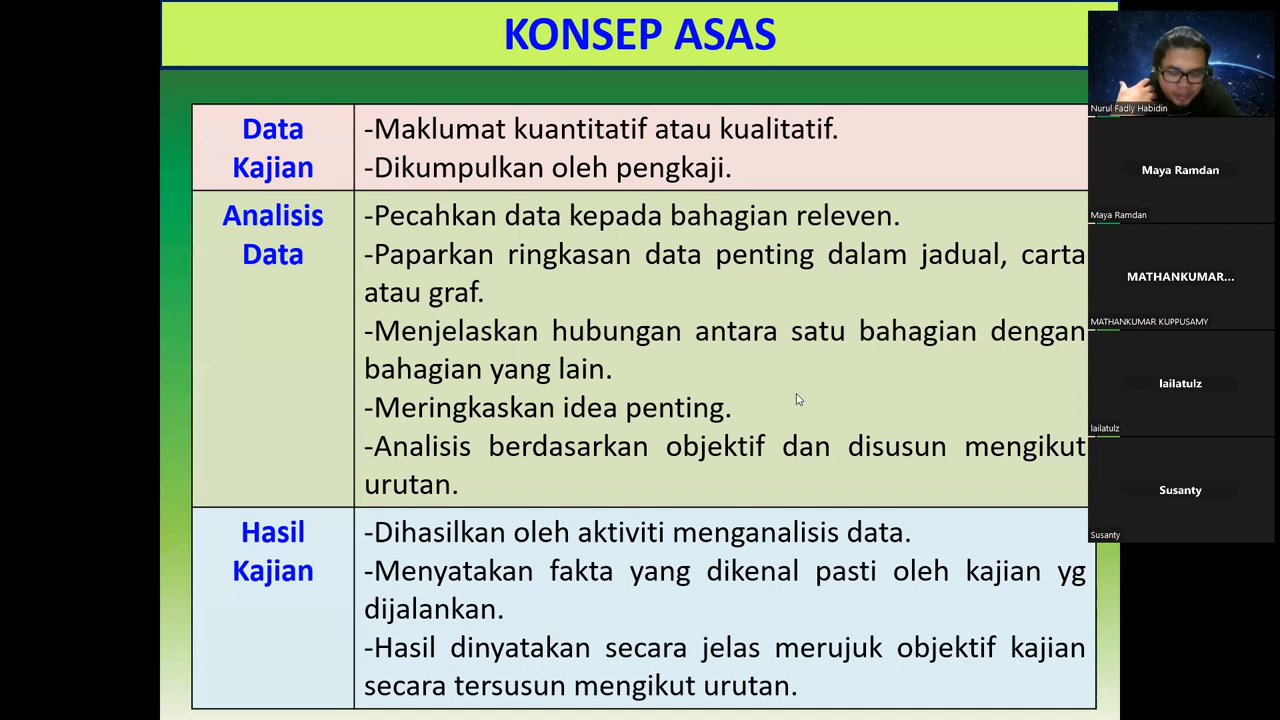 KONSEP ASAS
Data
Kajian
-Maklumat kuantitatif atau kualitatif.
-Dikumpulkan oleh pengkaji.
Analisis
Data
-Pecahkan data kepada bahagian releven.
-Paparkan ringkasan data penting dalam jadual, carta
atau graf.
-Menjelaskan hubungan antara satu bahagian dengan
bahagian yang lain.
-Meringkaskan idea penting.
-Analisis berdasarkan objektif dan disusun mengikut
urutan.
Hasil
Kajian
-Dihasilkan oleh aktiviti menganalisis data.
-Menyatakan fakta yang dikenal pasti oleh kajian yg
dijalankan.
-Hasil dinyatakan secara jelas merujuk objektif kajian
secara tersusun mengikut urutan.
Nurul Fadly Habidin
Maya Ramdan
Maya Ramdan
MATHANKUMAR...
MATHANKUMAR KUPPUSAMY
lailatulz
lailatulz
Susanty
Susanty